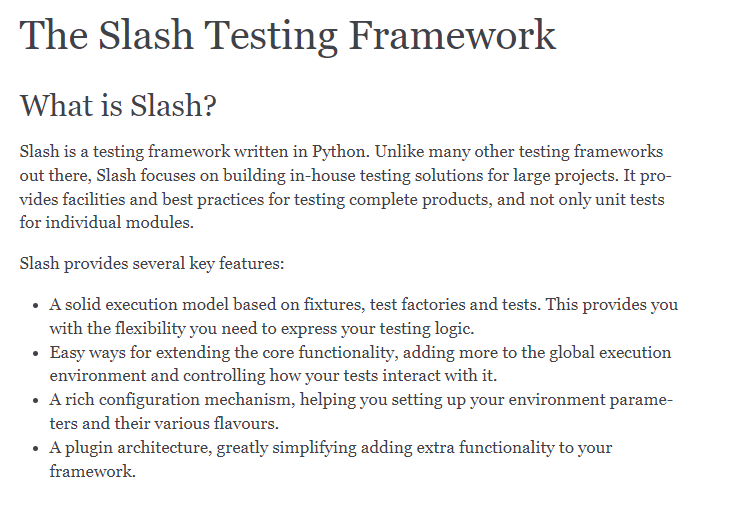 The Slash Testing Framework
What is Slash?
Slash is a testing framework written in Python. Unlike many other testing frameworks
out there, Slash focuses on building in-house testing solutions for large projects. It pro-
vides facilities and best practices for testing complete products, and not only unit tests
for individual modules.
Slash provides several key features:
• A solid execution model based on fixtures, test factories and tests. This provides you
with the flexibility you need to express your testing logic.
• Easy ways for extending the core functionality, adding more to the global execution
environment and controlling how your tests interact with it.
• A rich configuration mechanism, helping you setting up your environment parame-
ters and their various flavours.
• A plugin architecture, greatly simplifying adding extra functionality to your
framework.